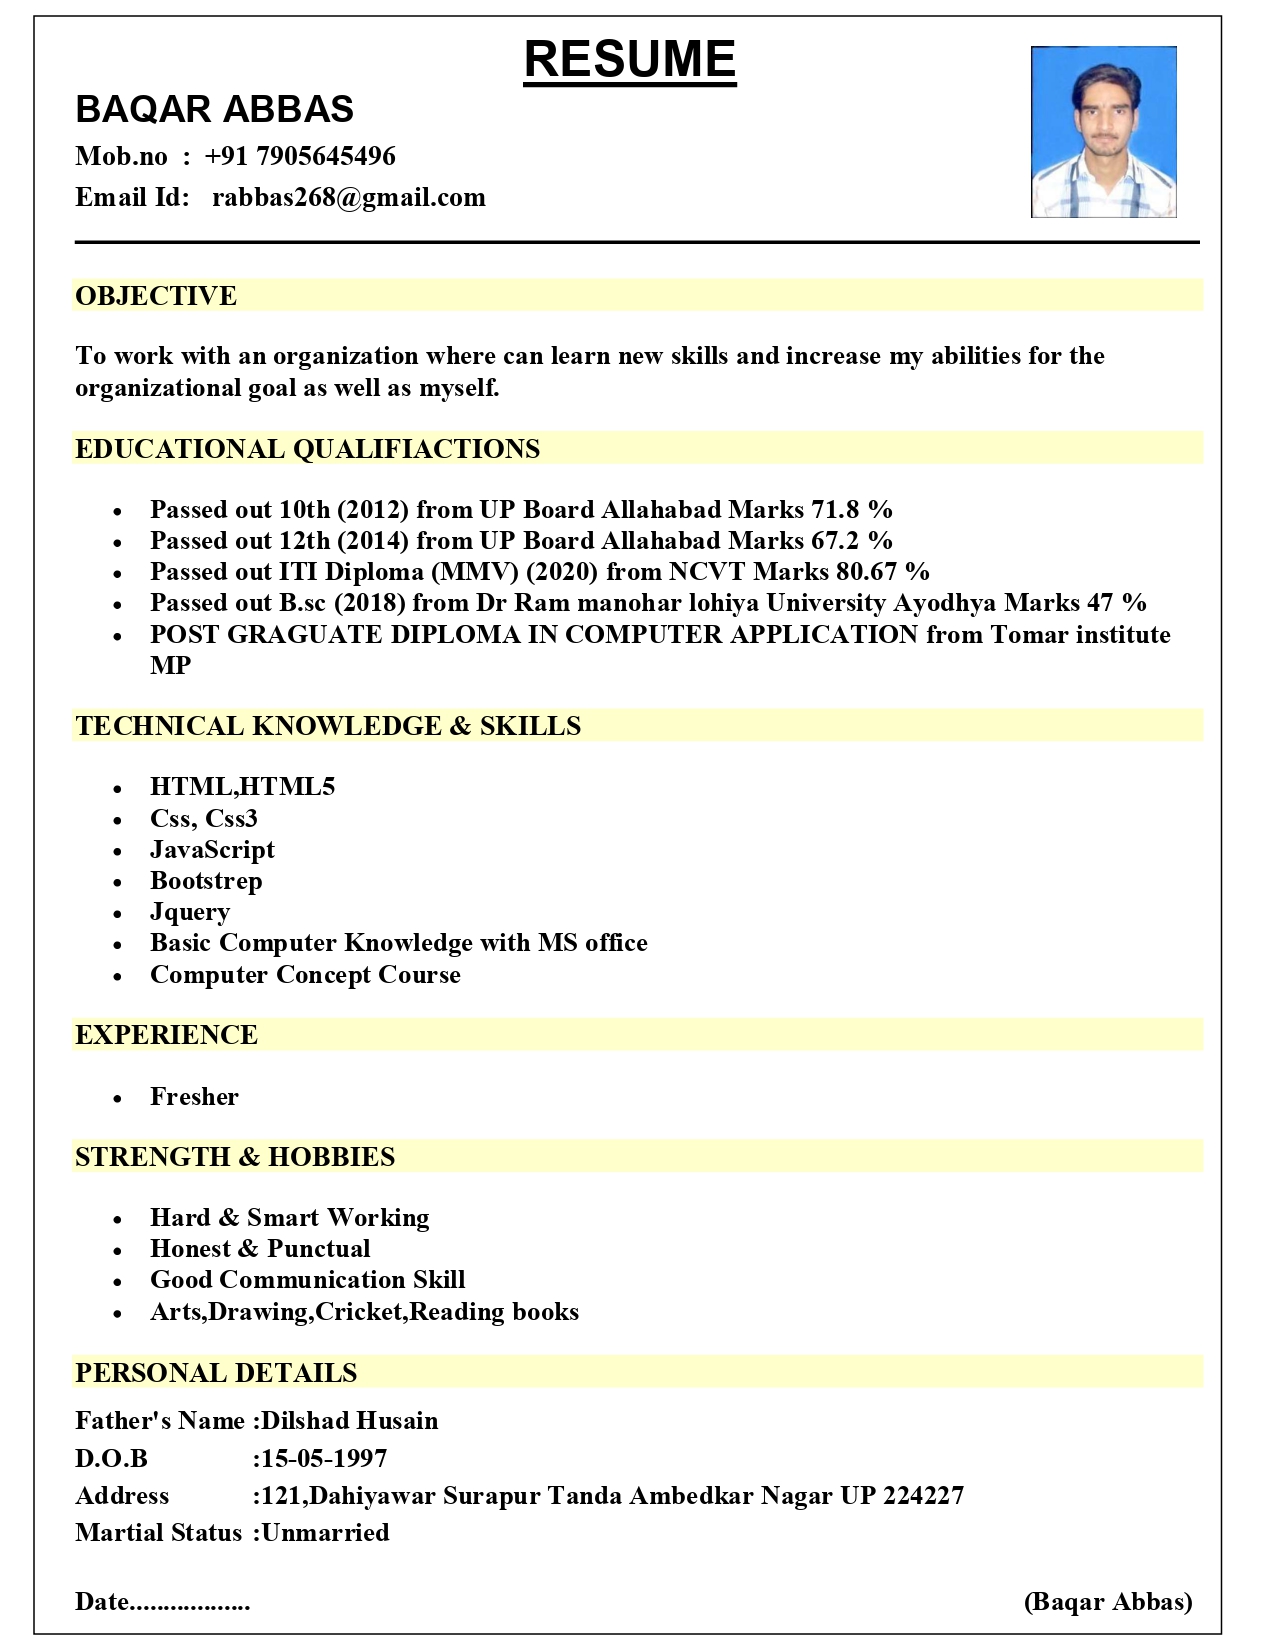 RESUME
BAQAR ABBAS
Mob.no : +91 7905645496
Email Id: rabbas268@gmail.com
OBJECTIVE
To work with an organization where can learn new skills and increase my abilities for the
organizational goal as well as myself.
EDUCATIONAL QUALIFIACTIONS
• Passed out 10th (2012) from UP Board Allahabad Marks 71.8 %
• Passed out 12th (2014) from UP Board Allahabad Marks 67.2 %
• Passed out ITI Diploma (MMV) (2020) from NCVT Marks 80.67 %
• Passed out B.sc (2018) from Dr Ram manohar lohiya University Ayodhya Marks 47 %
• POST GRAGUATE DIPLOMA IN COMPUTER APPLICATION from Tomar institute
MP
TECHNICAL KNOWLEDGE & SKILLS
• HTML,HTML5
• Css, Css3
• JavaScript
• Bootstrep
• Jquery
• Basic Computer Knowledge with MS office
• Computer Concept Course
EXPERIENCE
• Fresher
STRENGTH & HOBBIES
• Hard & Smart Working
• Honest & Punctual
• Good Communication Skill
• Arts,Drawing,Cricket,Reading books
PERSONAL DETAILS
Father's Name :Dilshad Husain
D.O.B :15-05-1997
Address :121,Dahiyawar Surapur Tanda Ambedkar Nagar UP 224227
Martial Status :Unmarried
Date.................. (Baqar Abbas)